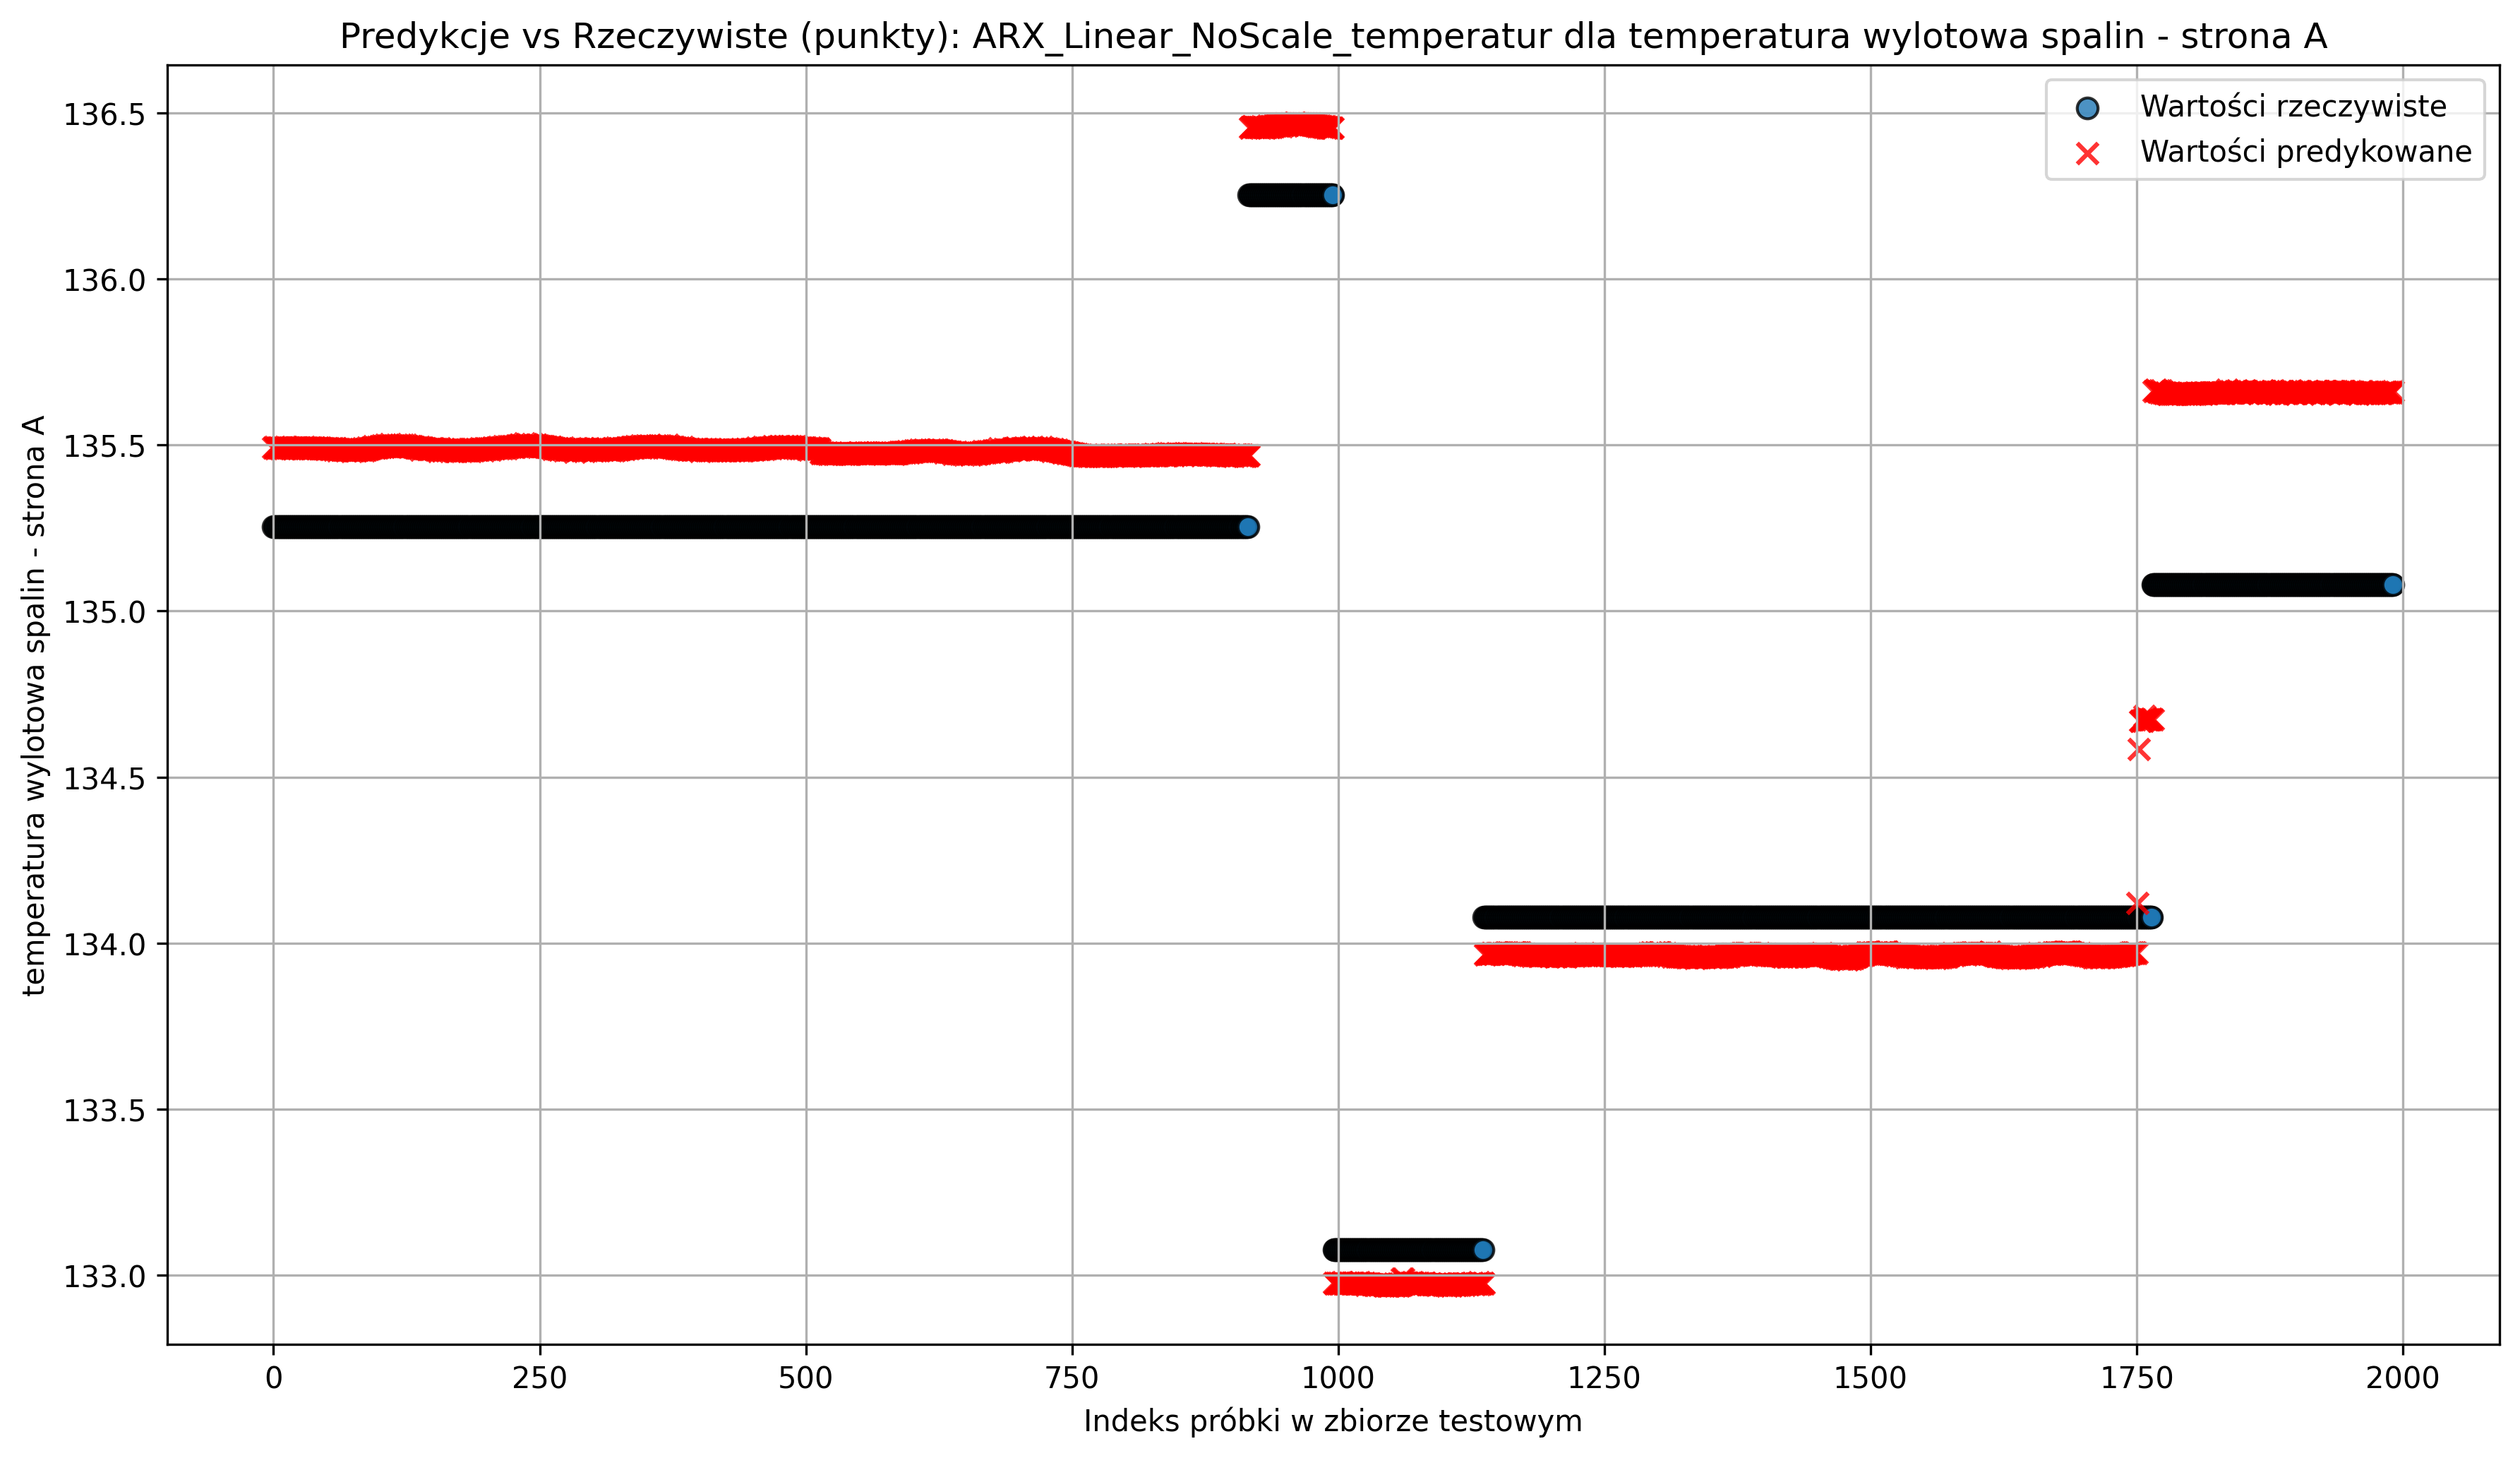 Predykcje vs Rzeczywiste (punkty): ARX_Linear_NoScale_temperatur dla temperatura wylotowa spalin - strona A
Wartości rzeczywiste
Wartości predykowane
temperatura wylotowa spalin - strona A
136.5
136.0
135.5
135.0
134.5
134.0
133.5
133.0
0 250 500 750 1000 1250 1500 1750 2000
Indeks próbki w zbiorze testowym